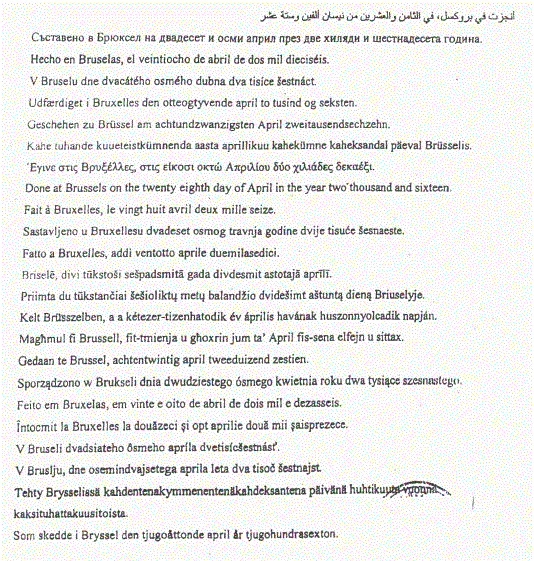 أنجزت في بروكسل، في الثامن والعشرين من نيسان ألفين وستة عشر
Съставено в Брюксел на двадесет и осми април през две хиляди и шестнадесета година.
Hecho en Bruselas, el veintiocho de abril de dos mil dieciséis.
V Bruselu dne dvacátého osmého dubna dva tisíce šestnáct.
Udfærdiget i Bruxelles den otteogtyvende april to tusind og seksten.
Geschehen zu Brüssel am achtundzwanzigsten April zweitausendsechzehn.
Kahe tuhande kuueteistkümnenda aasta aprillikuu kahekümne kaheksandal päeval Brüsselis.
Έγινε στις Βρυξέλλες, στις είκοσι οκτώ Απριλίου δύο χιλιάδες δεκαέξι.
Done at Brussels on the twenty eighth day of April in the year two thousand and sixteen.
Fait à Bruxelles, le vingt huit avril deux mille seize.
Sastavljeno u Bruxellesu dvadeset osmog travnja godine dvije tisuće šesnaeste.
Fatto a Bruxelles, addì ventotto aprile duemilasedici.
Briselē, divi tūkstoši sešpadsmitā gada divdesmit astotajā aprīlī.
Priimta du tūkstančiai šešioliktų metų balandžio dvidešimt aštuntą dieną Briuselyje.
Kelt Brüsszelben, a a kétezer-tizenhatodik év április havának huszonnyolcadik napján.
Magħmul fi Brussell, fit-tmienja u għoxrin jum ta' April fis-sena elfejn u sittax.
Gedaan te Brussel, achtentwintig april tweeduizend zestien.
Sporządzono w Brukseli dnia dwudziestego ósmego kwietnia roku dwa tysiące szesnastego.
Feito em Bruxelas, em vinte e oito de abril de dois mil e dezasseis.
Întocmit la Bruxelles la douăzeci și opt aprilie două mii șaisprezece.
V Bruseli dvadsiateho ôsmeho apríla dvetisícšestnásť.
V Bruslju, dne osemindvajsetega aprila leta dva tisoč šestnajst.
Tehty Brysselissä kahdentenakymmenentenäkahdeksantena päivänä huhtikuuta vuonna
kaksituhattakuusitoista.
Som skedde i Bryssel den tjugoåttonde april år tjugohundrasexton.